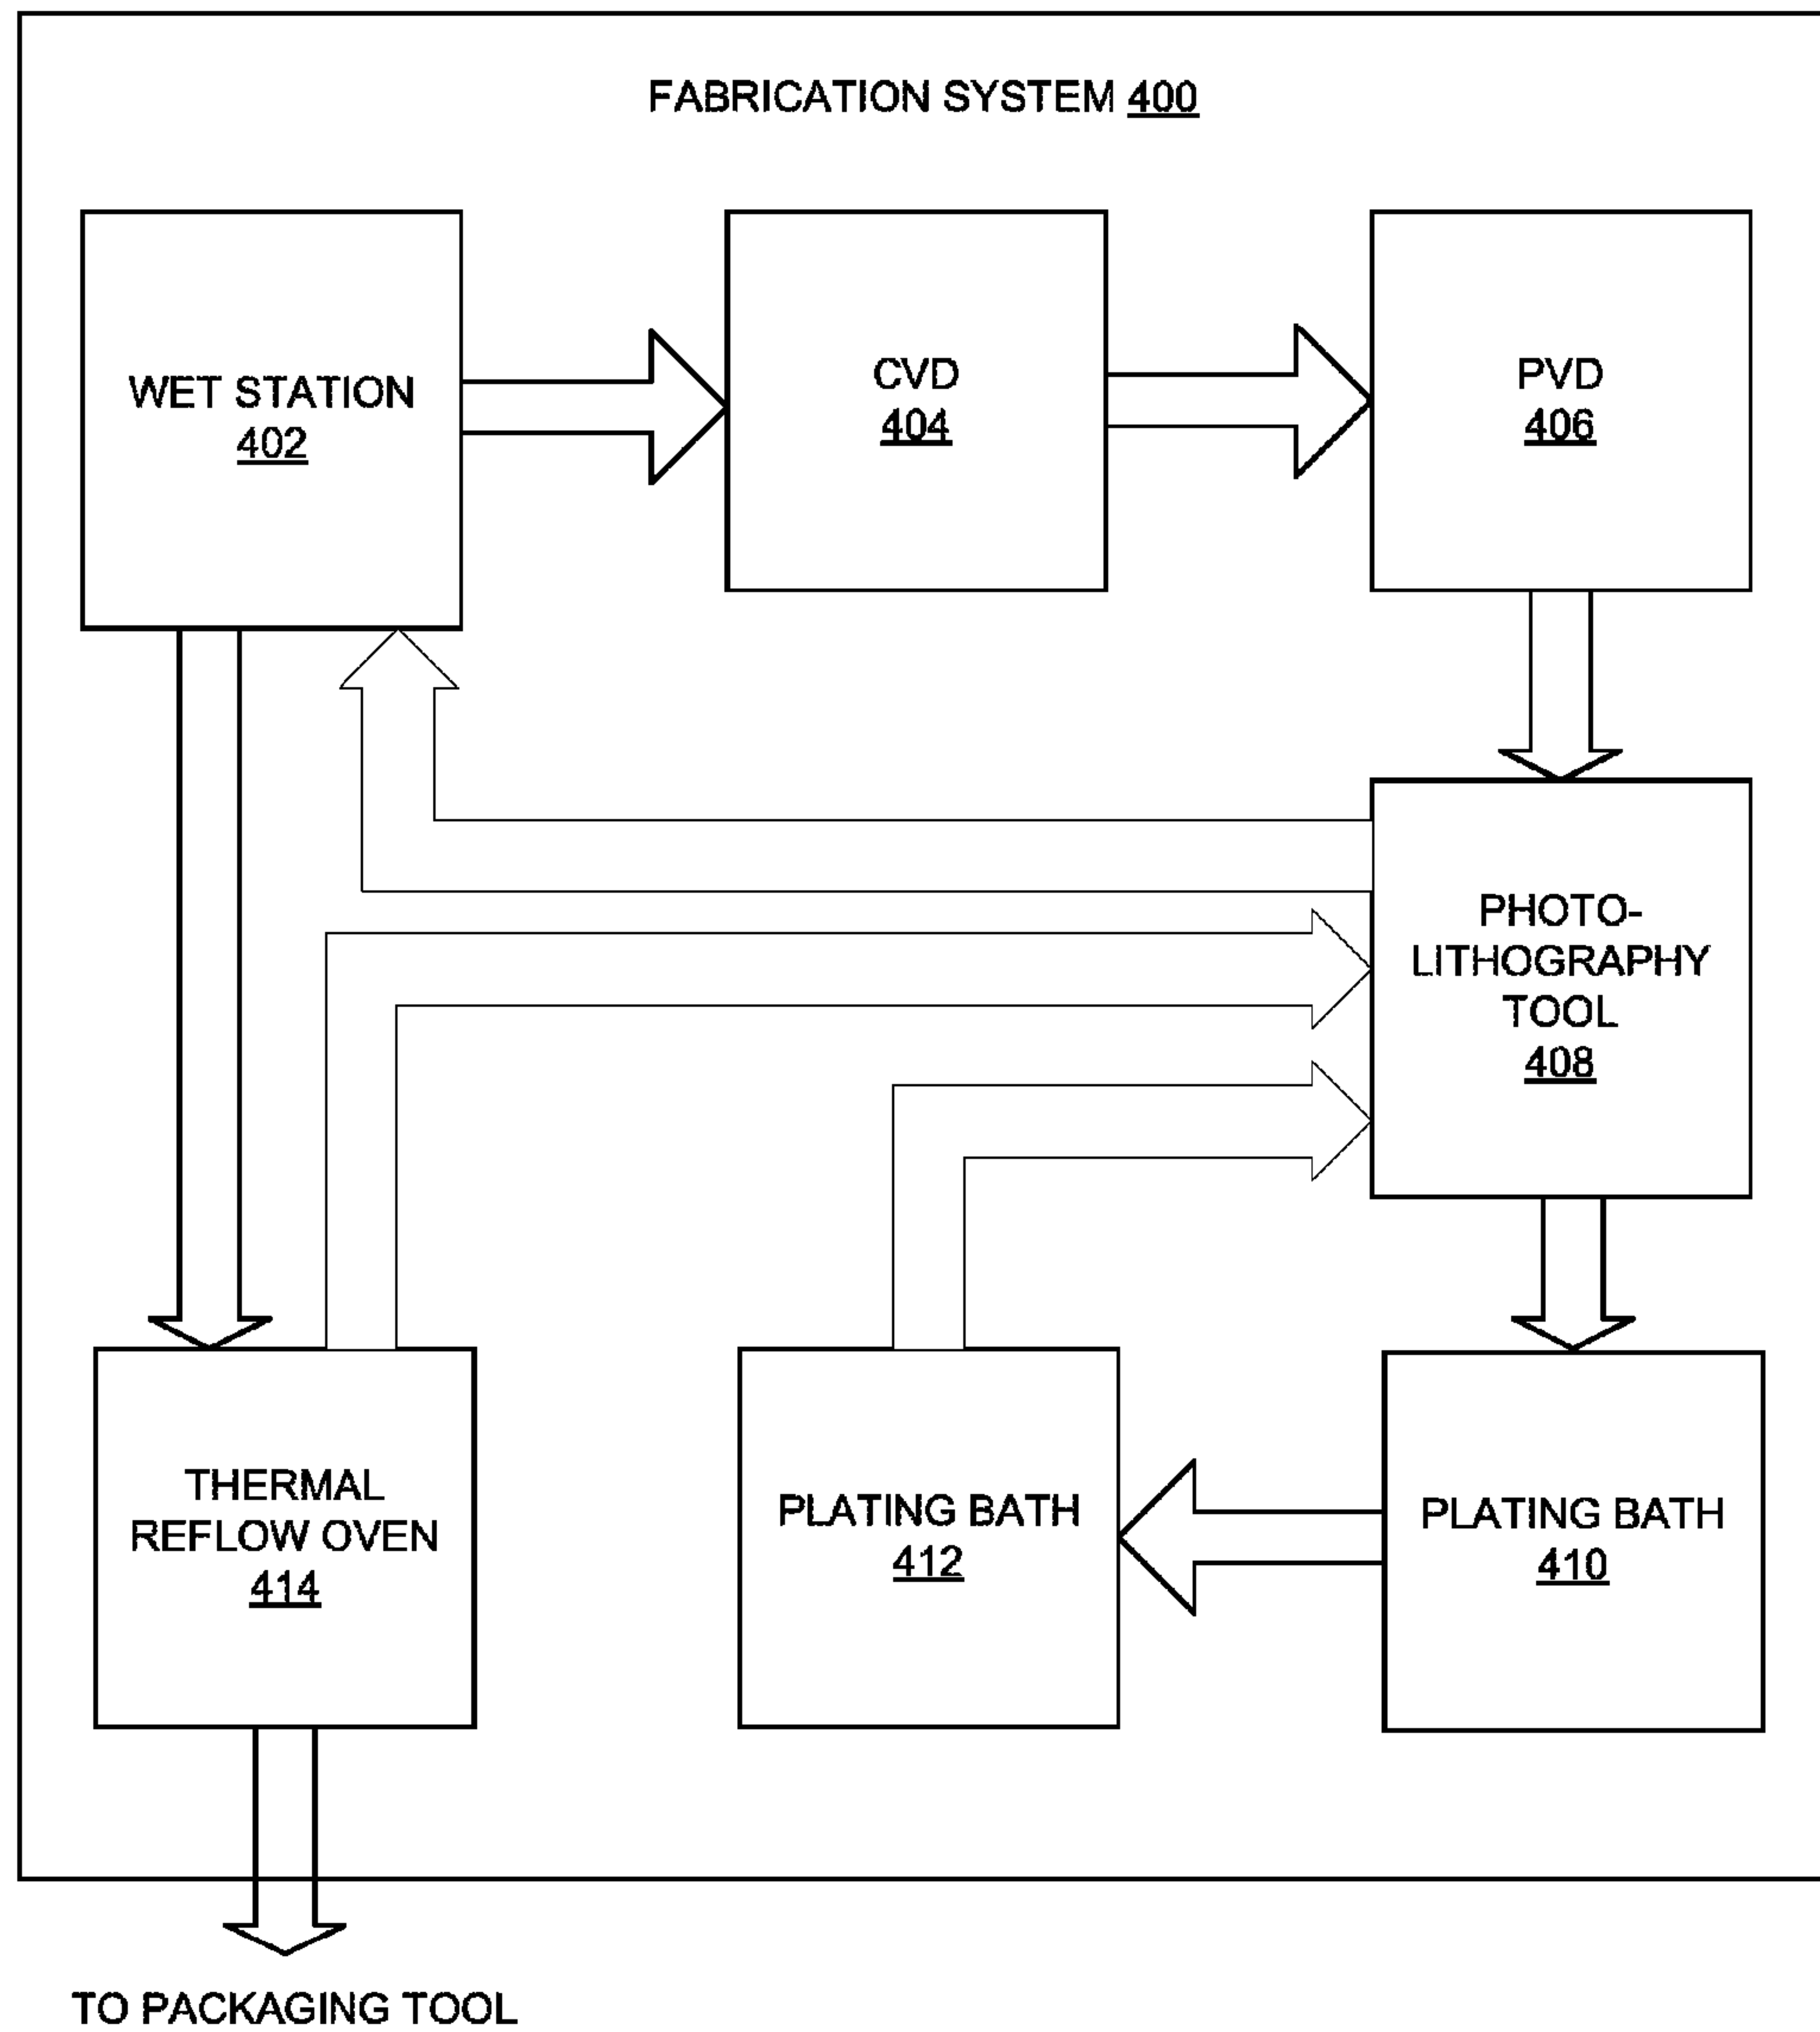 FABRICATION SYSTEM 400
WET STATION
402
CVD
404
PVD
406
PHOTO-
LITHOGRAPHY
TOOL
408
THERMAL
REFLOW OVEN
414
PLATING BATH
412
PLATING BATH
410
TO PACKAGING TOOL